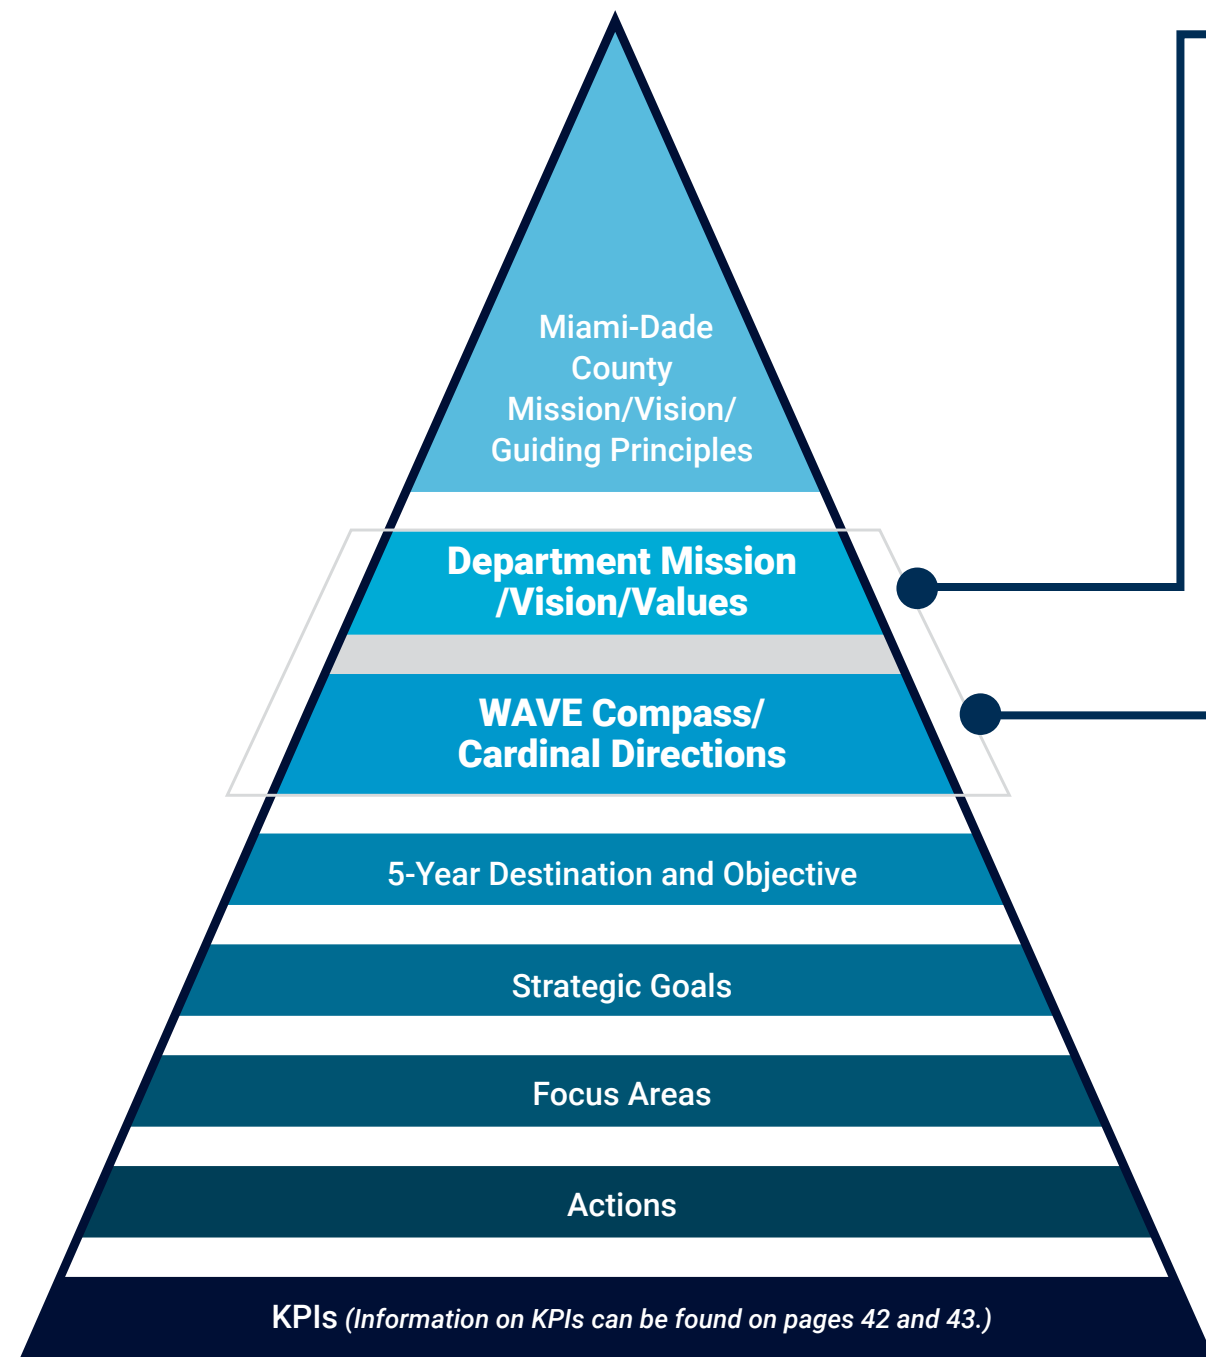 Miami-Dade
County
Mission/Vision/
Guiding Principles
Department Mission
/Vision/Values
WAVE Compass/
Cardinal Directions
5-Year Destination and Objective
Strategic Goals
Focus Areas
Actions
KPIs (Information on KPIs can be found on pages 42 and 43.)